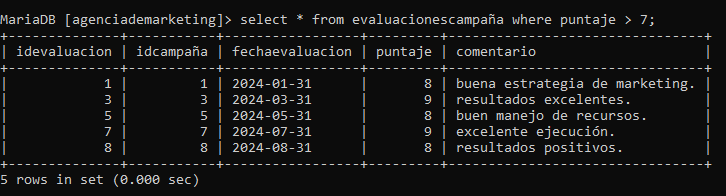 MariaDB [agenciademarketing]> select * from evaluacionescampaña where puntaje > 7;
+--------------+-----------+-----------------+---------+-------------------------------+
| idevaluacion | idcampaña | fechaevaluacion | puntaje | comentario                    |
+--------------+-----------+-----------------+---------+-------------------------------+
|            1 |         1 | 2024-01-31      |       8 | buena estrategia de marketing. |
|            3 |         3 | 2024-03-31      |       9 | resultados excelentes.        |
|            5 |         5 | 2024-05-31      |       8 | buen manejo de recursos.      |
|            7 |         7 | 2024-07-31      |       9 | excelente ejecución.          |
|            8 |         8 | 2024-08-31      |       8 | resultados positivos.         |
+--------------+-----------+-----------------+---------+-------------------------------+
5 rows in set (0.000 sec)